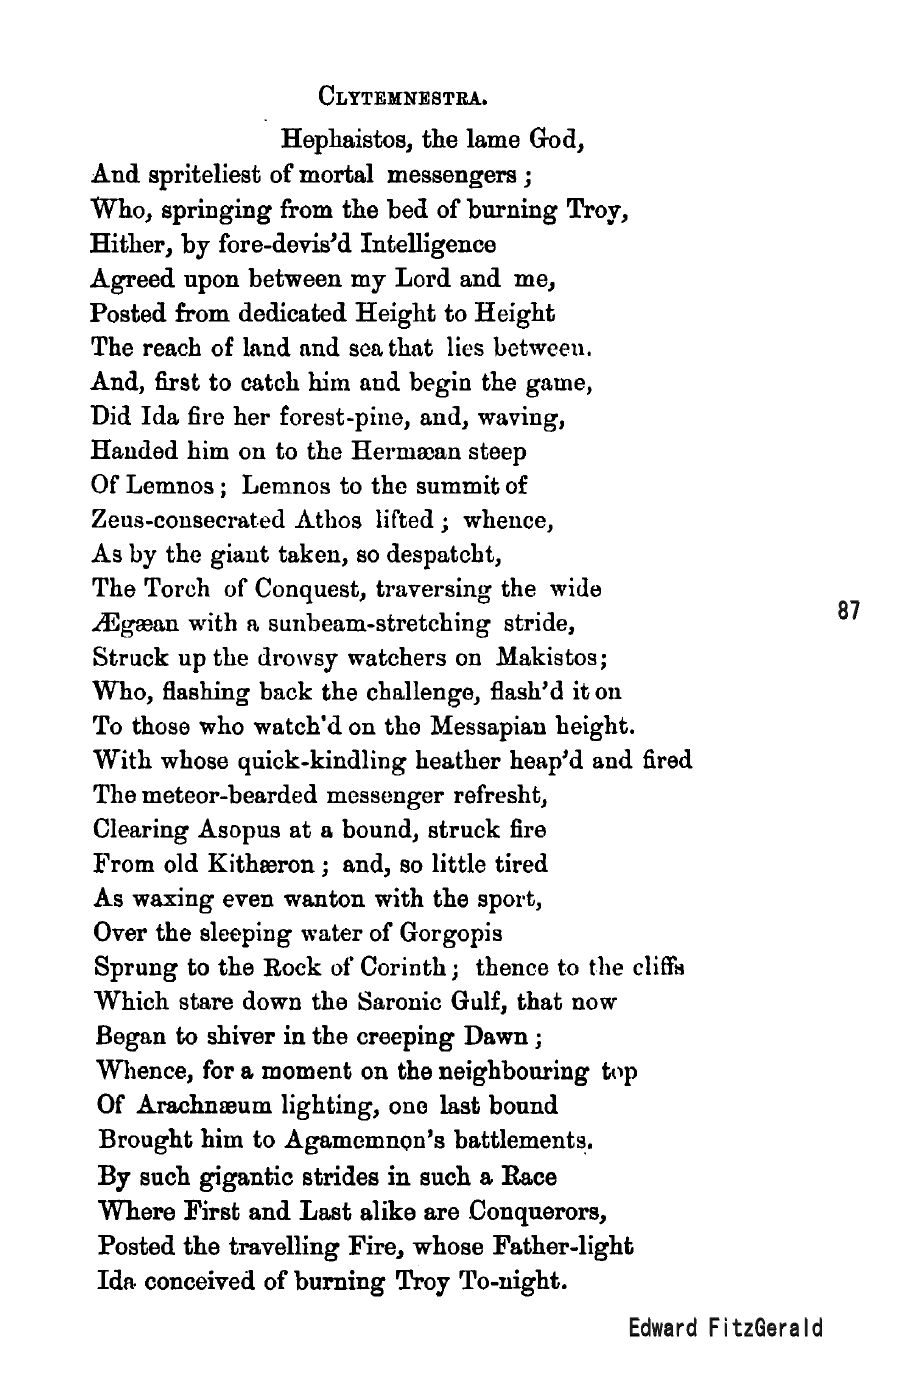 CLYTEMNESTRA.
Hephaistos, the lame God,
And spriteliest of mortal messengers ;
Who, springing from the bed of burning Troy,
Hither, by fore-devis'd Intelligence
Agreed upon between my Lord and me,
Posted from dedicated Height to Height
The reach of land and sea that lies between.
And, first to catch him and begin the game,
Did Ida fire her forest-pine, and, waving,
Handed him on to the Hermæan steep
Of Lemnos ; Lemnos to the summit of
Zeus-consecrated Athos lifted ; whence,
As by the giant taken, so despatcht,
The Torch of Conquest, traversing the wide
Ægæan with a sunbeam-stretching stride,
Struck up the drowsy watchers on Makistos;
Who, flashing back the challenge, flash'd it on
To those who watch'd on the Messapian height.
With whose quick-kindling heather heap'd and fired
The meteor-bearded messenger refresht,
Clearing Asopus at a bound, struck fire
From old Kithæron ; and, so little tired
As waxing even wanton with the sport,
Over the sleeping water of Gorgopis
Sprung to the Rock of Corinth ; thence to the cliffs
Which stare down the Saronic Gulf, that now
Began to shiver in the creeping Dawn ;
Whence, for a moment on the neighbouring top
Of Arachnæum lighting, one last bound
Brought him to Agamemnon's battlements.
By such gigantic strides in such a Race
Where First and Last alike are Conquerors,
Posted the travelling Fire, whose Father-light
Ida conceived of burning Troy To-night.
87
Edward FitzGerald